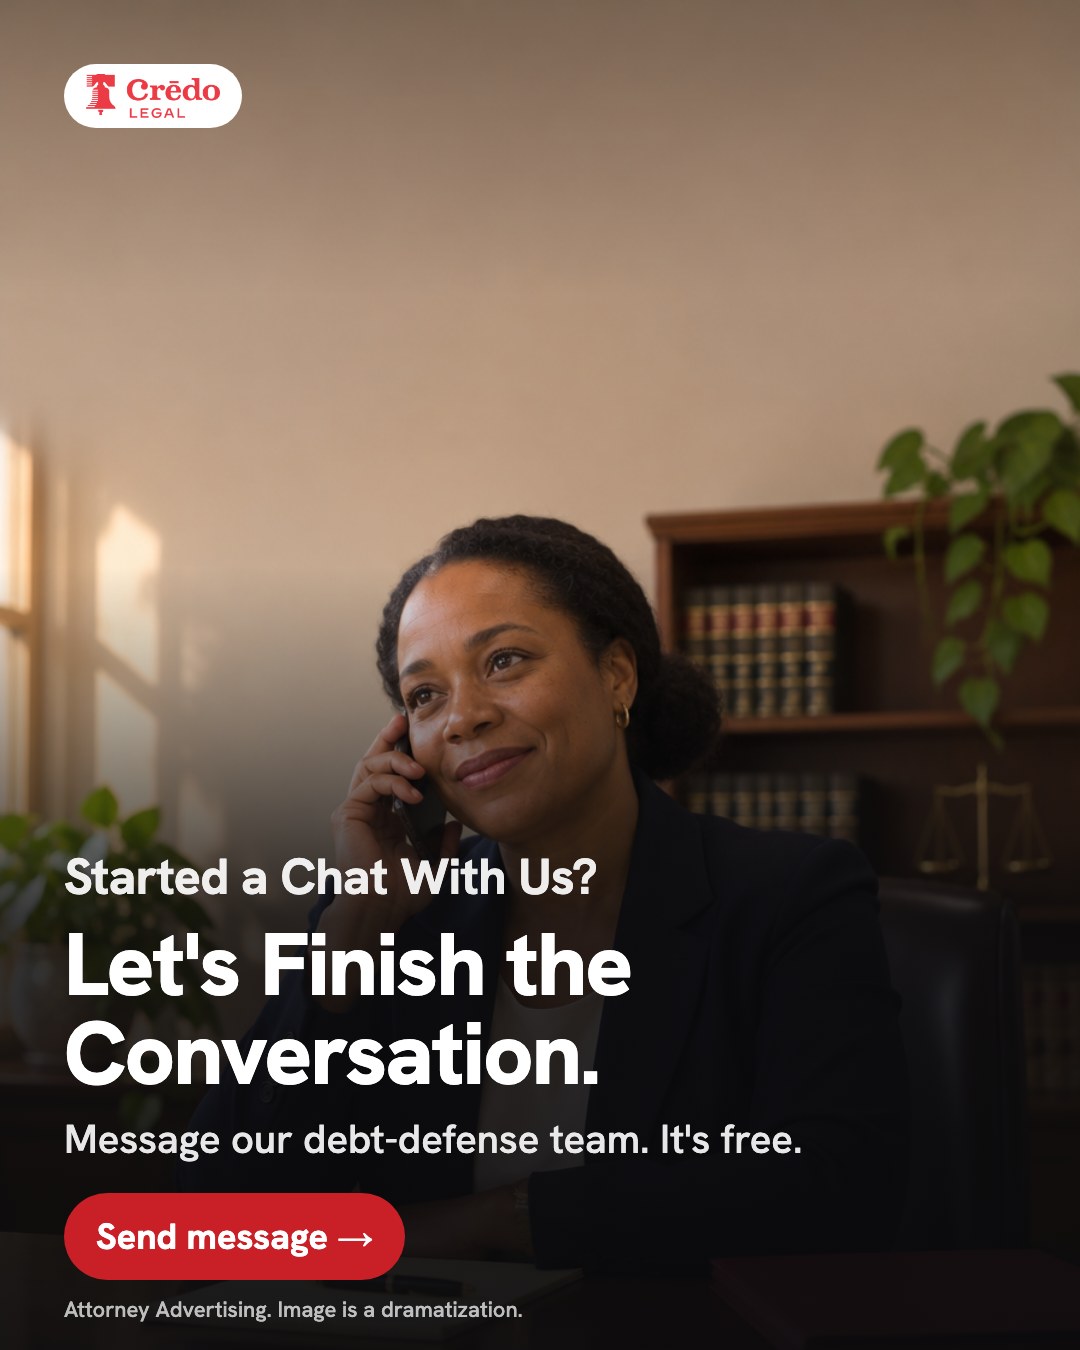 Crēdo
LEGAL
Started a Chat With Us?
Let's Finish the
Conversation.
Message our debt-defense team. It's free.
Send message →
Attorney Advertising. Image is a dramatization.